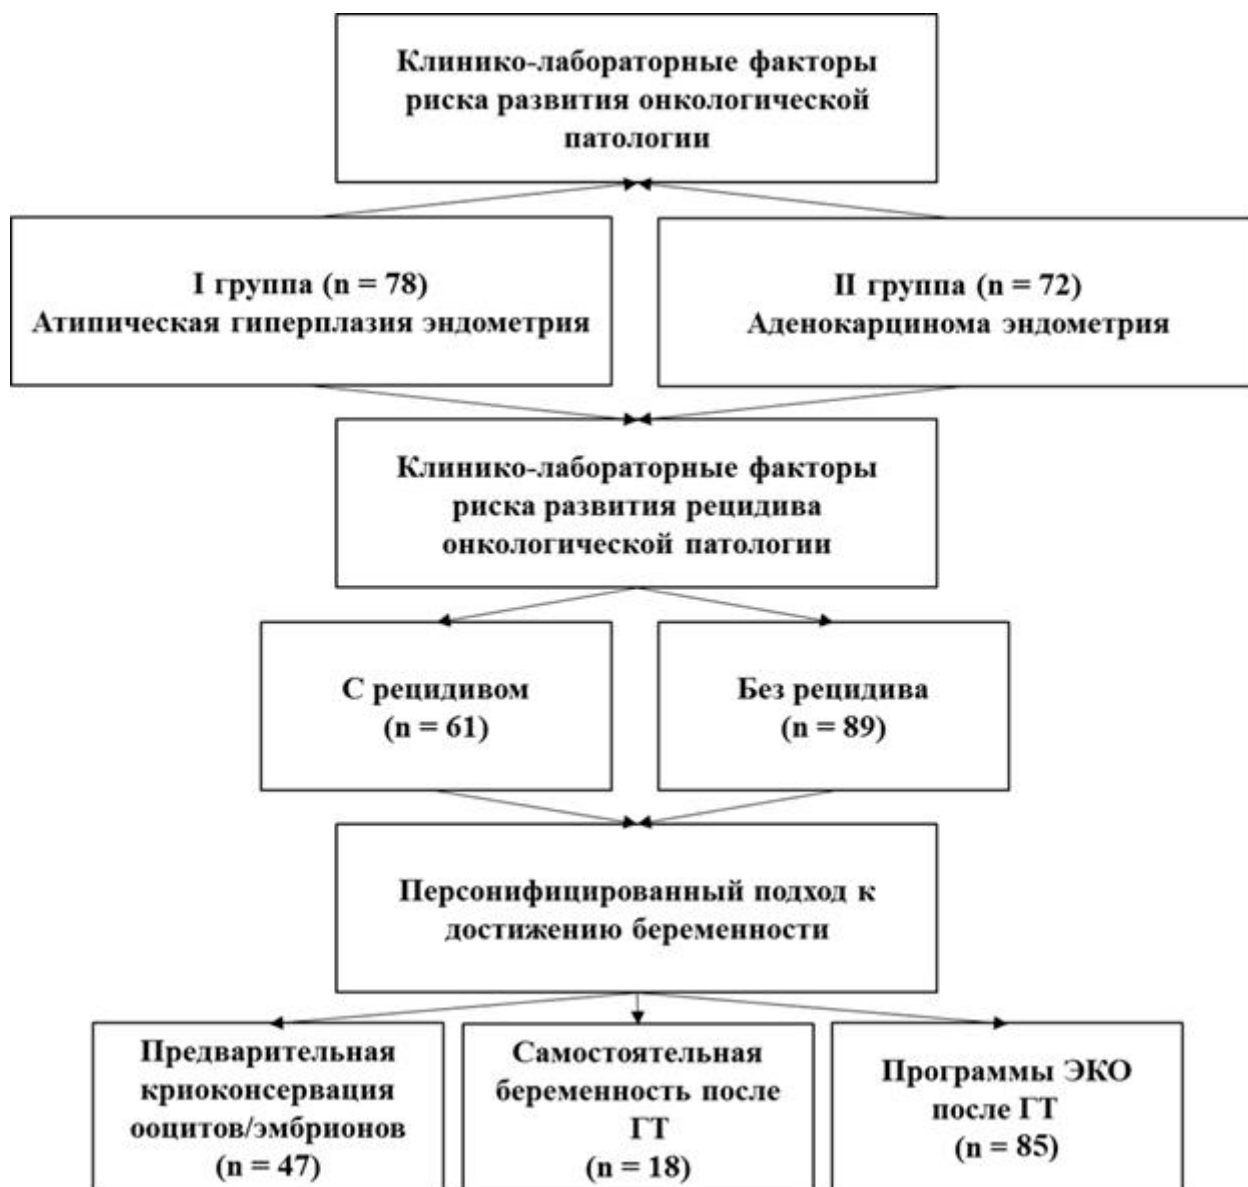 Клинико-лабораторные факторы
риска развития онкологической
патологии
I группа (n = 78)
Атипическая гиперплазия эндометрия
II группа (n = 72)
Аденокарцинома эндометрия
Клинико-лабораторные факторы
риска развития рецидива
онкологической патологии
С рецидивом
(n = 61)
Без рецидива
(n = 89)
Персонифицированный подход к
достижению беременности
Предварительная
криоконсервация
ооцитов/эмбрионов
(n = 47)
Самостоятельная
беременность после
ГТ
(n = 18)
Программы ЭКО
после ГТ
(n = 85)